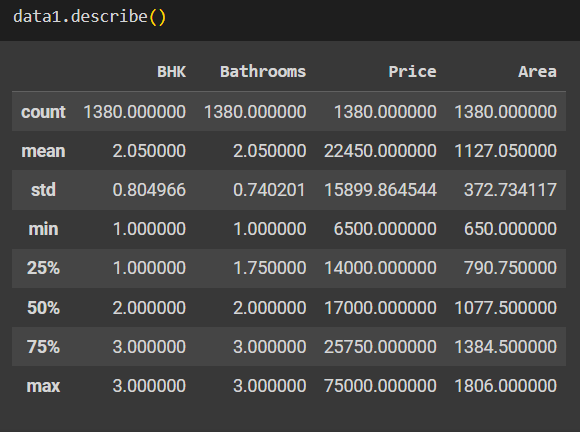 data1.describe()
BHK Bathrooms Price Area
count 1380.000000 1380.000000 1380.000000 1380.000000
mean 2.050000 2.050000 22450.000000 1127.050000
std 0.804966 0.740201 15899.864544 372.734117
min 1.000000 1.000000 6500.000000 650.000000
25% 1.000000 1.750000 14000.000000 790.750000
50% 2.000000 2.000000 17000.000000 1077.500000
75% 3.000000 3.000000 25750.000000 1384.500000
max 3.000000 3.000000 75000.000000 1806.000000